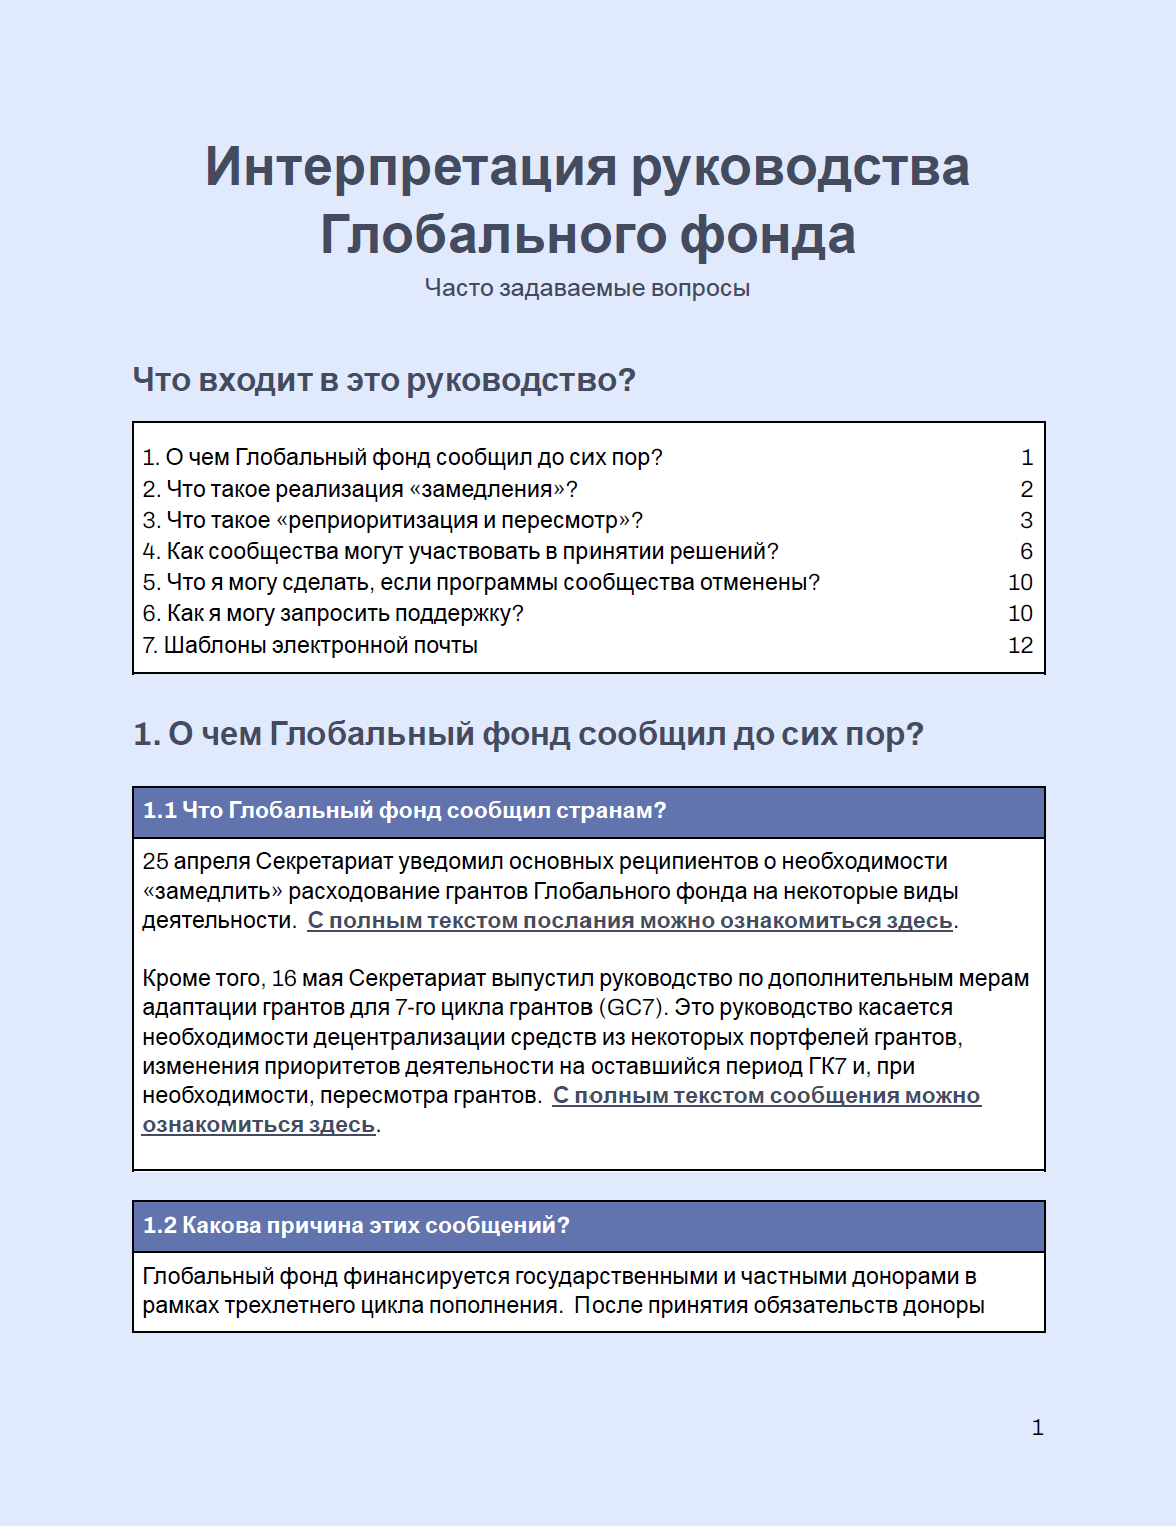 Интерпретация руководства
Глобального фонда
Часто задаваемые вопросы
Что входит в это руководство?
1. О чем Глобальный фонд сообщил до сих пор? 1
2. Что такое реализация «замедления»? 2
3. Что такое «реприоритизация и пересмотр»? 3
4. Как сообщества могут участвовать в принятии решений? 6
5. Что я могу сделать, если программы сообщества отменены? 10
6. Как я могу запросить поддержку? 10
7. Шаблоны электронной почты 12
1. О чем Глобальный фонд сообщил до сих пор?
1.1 Что Глобальный фонд сообщил странам?
25 апреля Секретариат уведомил основных реципиентов о необходимости
«замедлить» расходование грантов Глобального фонда на некоторые виды
деятельности. С полным текстом послания можно ознакомиться здесь.
Кроме того, 16 мая Секретариат выпустил руководство по дополнительным мерам
адаптации грантов для 7-го цикла грантов (GC7). Это руководство касается
необходимости децентрализации средств из некоторых портфелей грантов,
изменения приоритетов деятельности на оставшийся период ГК7 и, при
необходимости, пересмотра грантов. С полным текстом сообщения можно
ознакомиться здесь.
1.2 Какова причина этих сообщений?
Глобальный фонд финансируется государственными и частными донорами в
рамках трехлетнего цикла пополнения. После принятия обязательств доноры
1